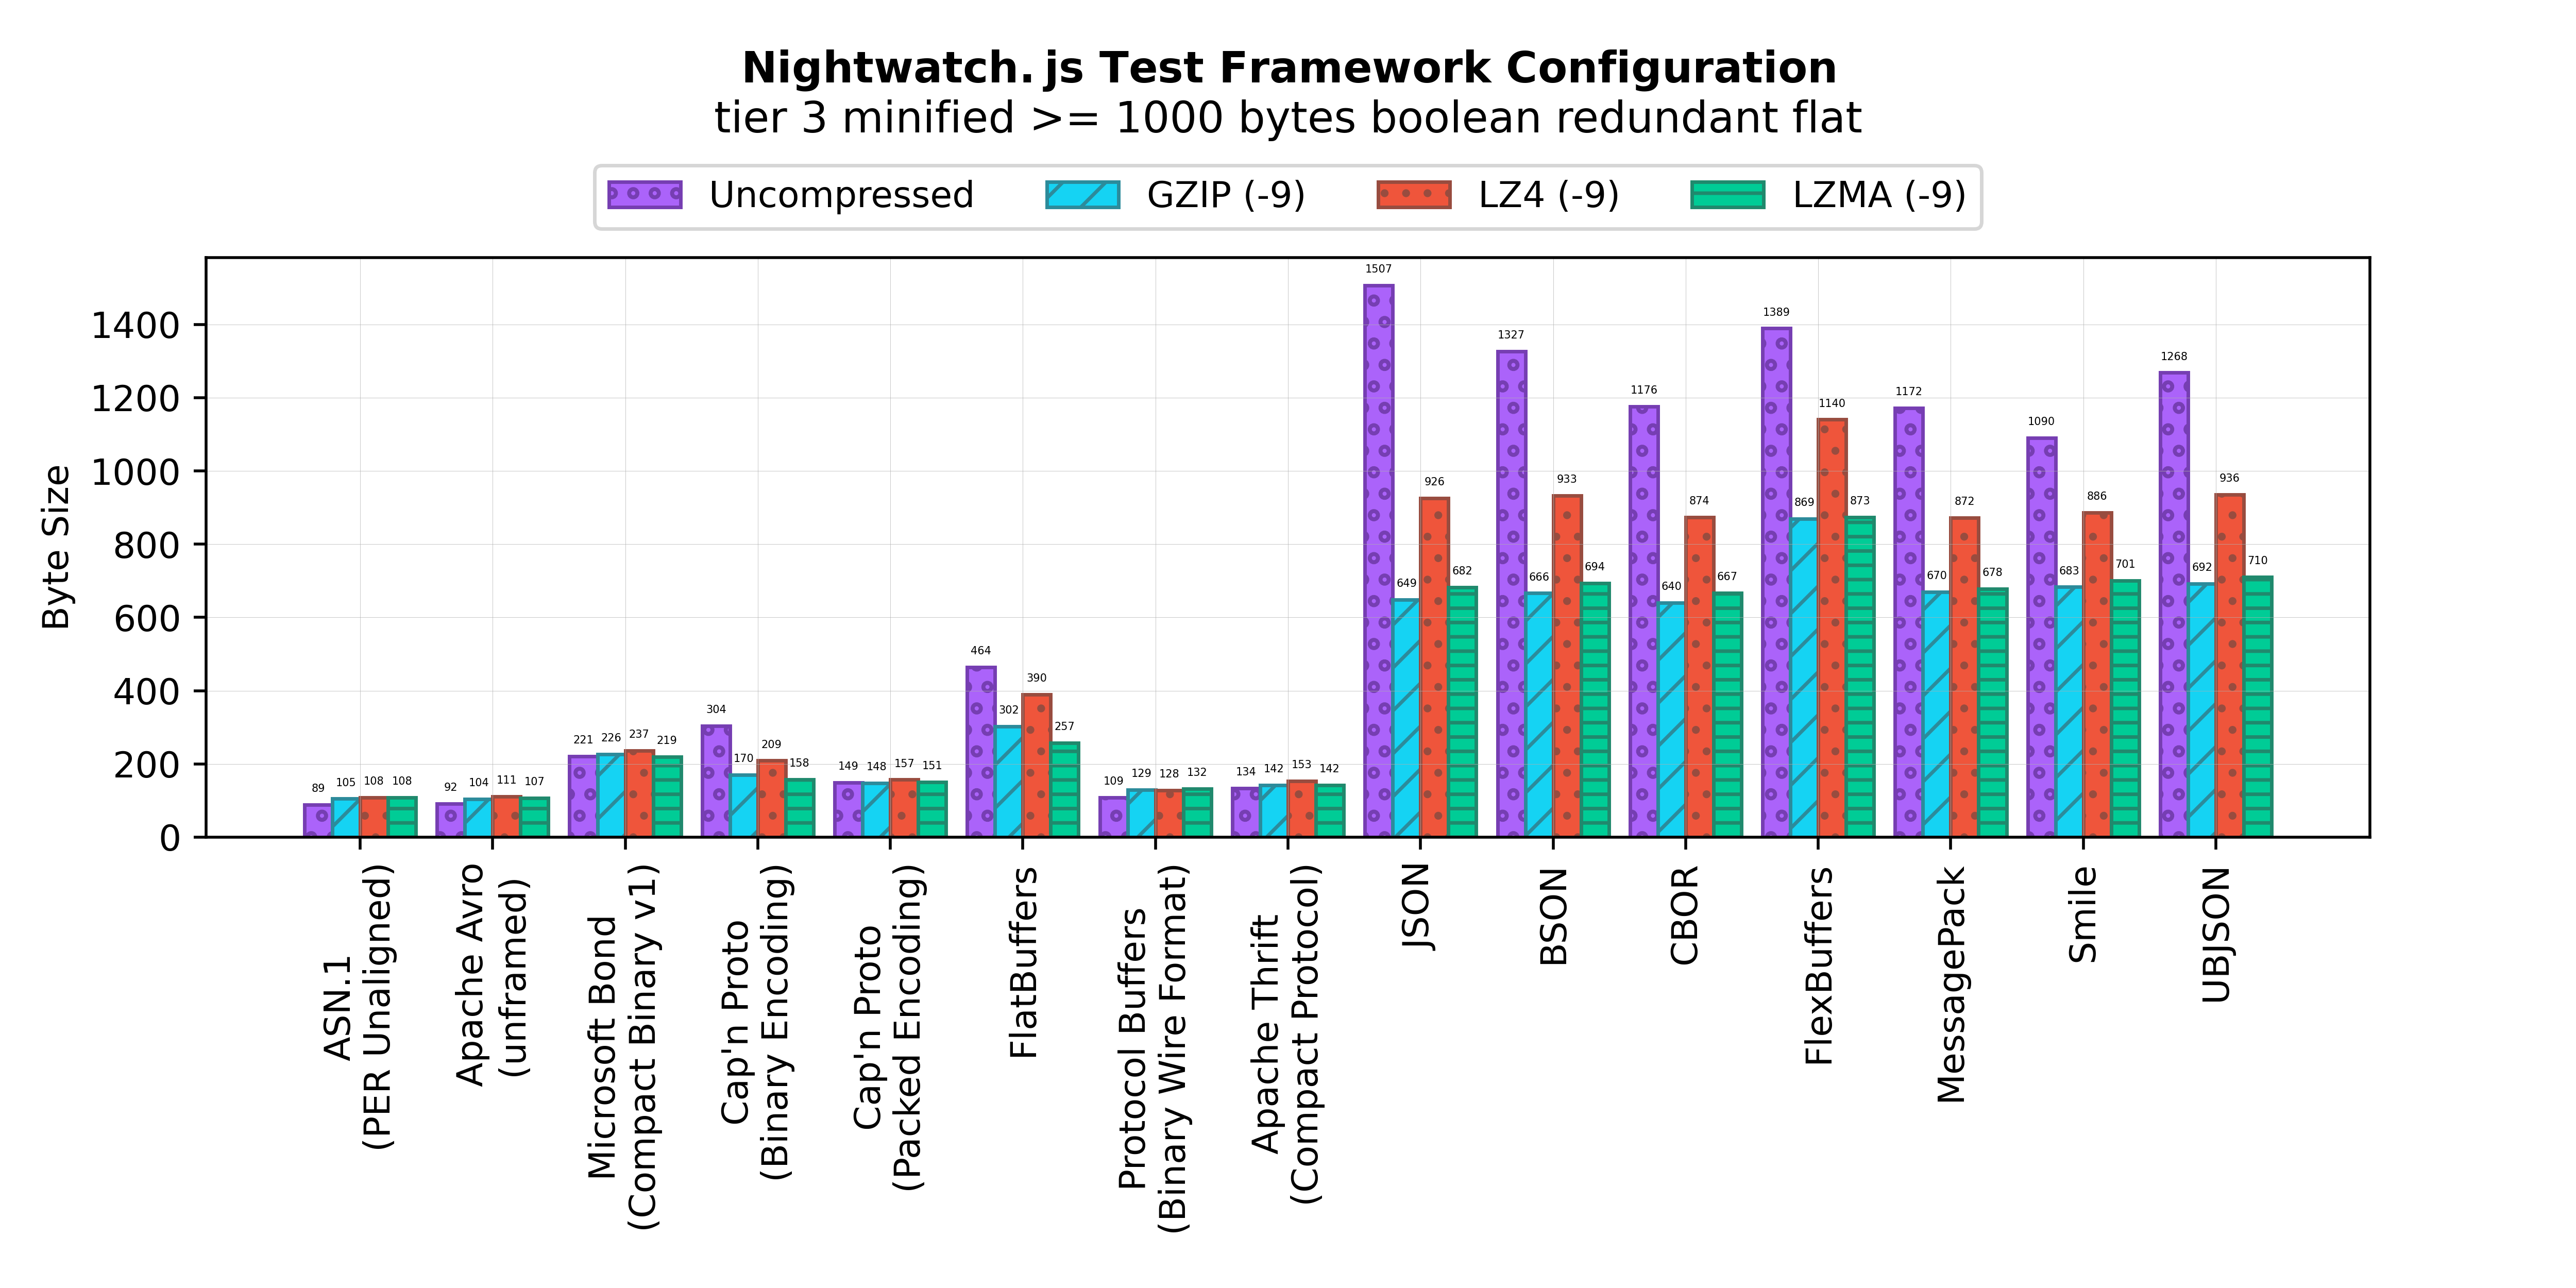 Nightwatch.js Test Framework Configuration
tier 3 minified >= 1000 bytes boolean redundant flat
Uncompressed
GZIP (-9)
LZ4 (-9)
LZMA (-9)
Byte Size
1400
1200
1000
800
600
400
200
0
89
105
108
108
92
104
111
107
221
226
237
219
304
170
209
158
149
148
157
151
464
302
390
257
109
129
128
132
134
142
153
142
1507
649
926
682
1327
666
933
694
1176
640
874
667
1389
869
1140
873
1172
670
872
678
1090
683
886
701
1268
692
936
710
ASN.1
(PER Unaligned)
Apache Avro
(unframed)
Microsoft Bond
(Compact Binary v1)
Cap'n Proto
(Binary Encoding)
Cap'n Proto
(Packed Encoding)
FlatBuffers
Protocol Buffers
(Binary Wire Format)
Apache Thrift
(Compact Protocol)
JSON
BSON
CBOR
FlexBuffers
MessagePack
Smile
UBJSON